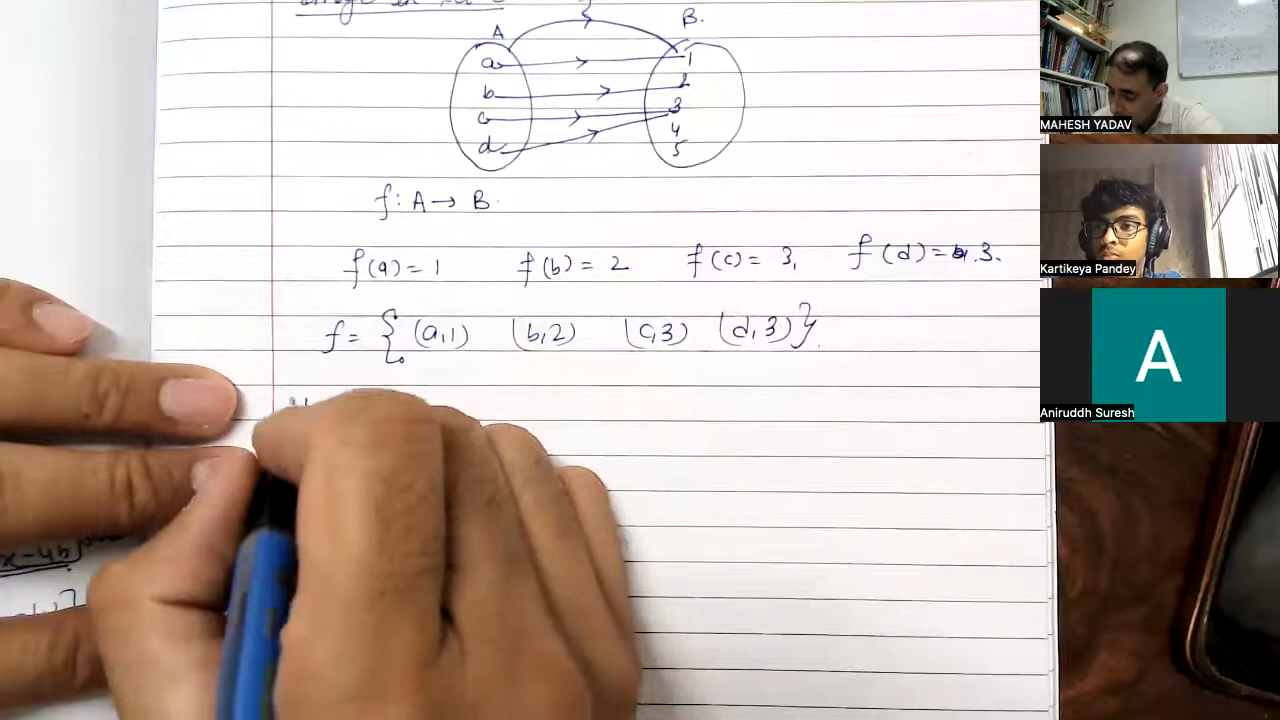 A
B.
a
1
b
2
c
3
d
4
5
f: A → B.
f(a) = 1 f(b) = 2 f(c) = 3, f(d) = 3.
f = { (a,1) (b,2) (c,3) (d,3) }.
MAHESH YADAV
Kartikeya Pandey
A
Aniruddh Suresh